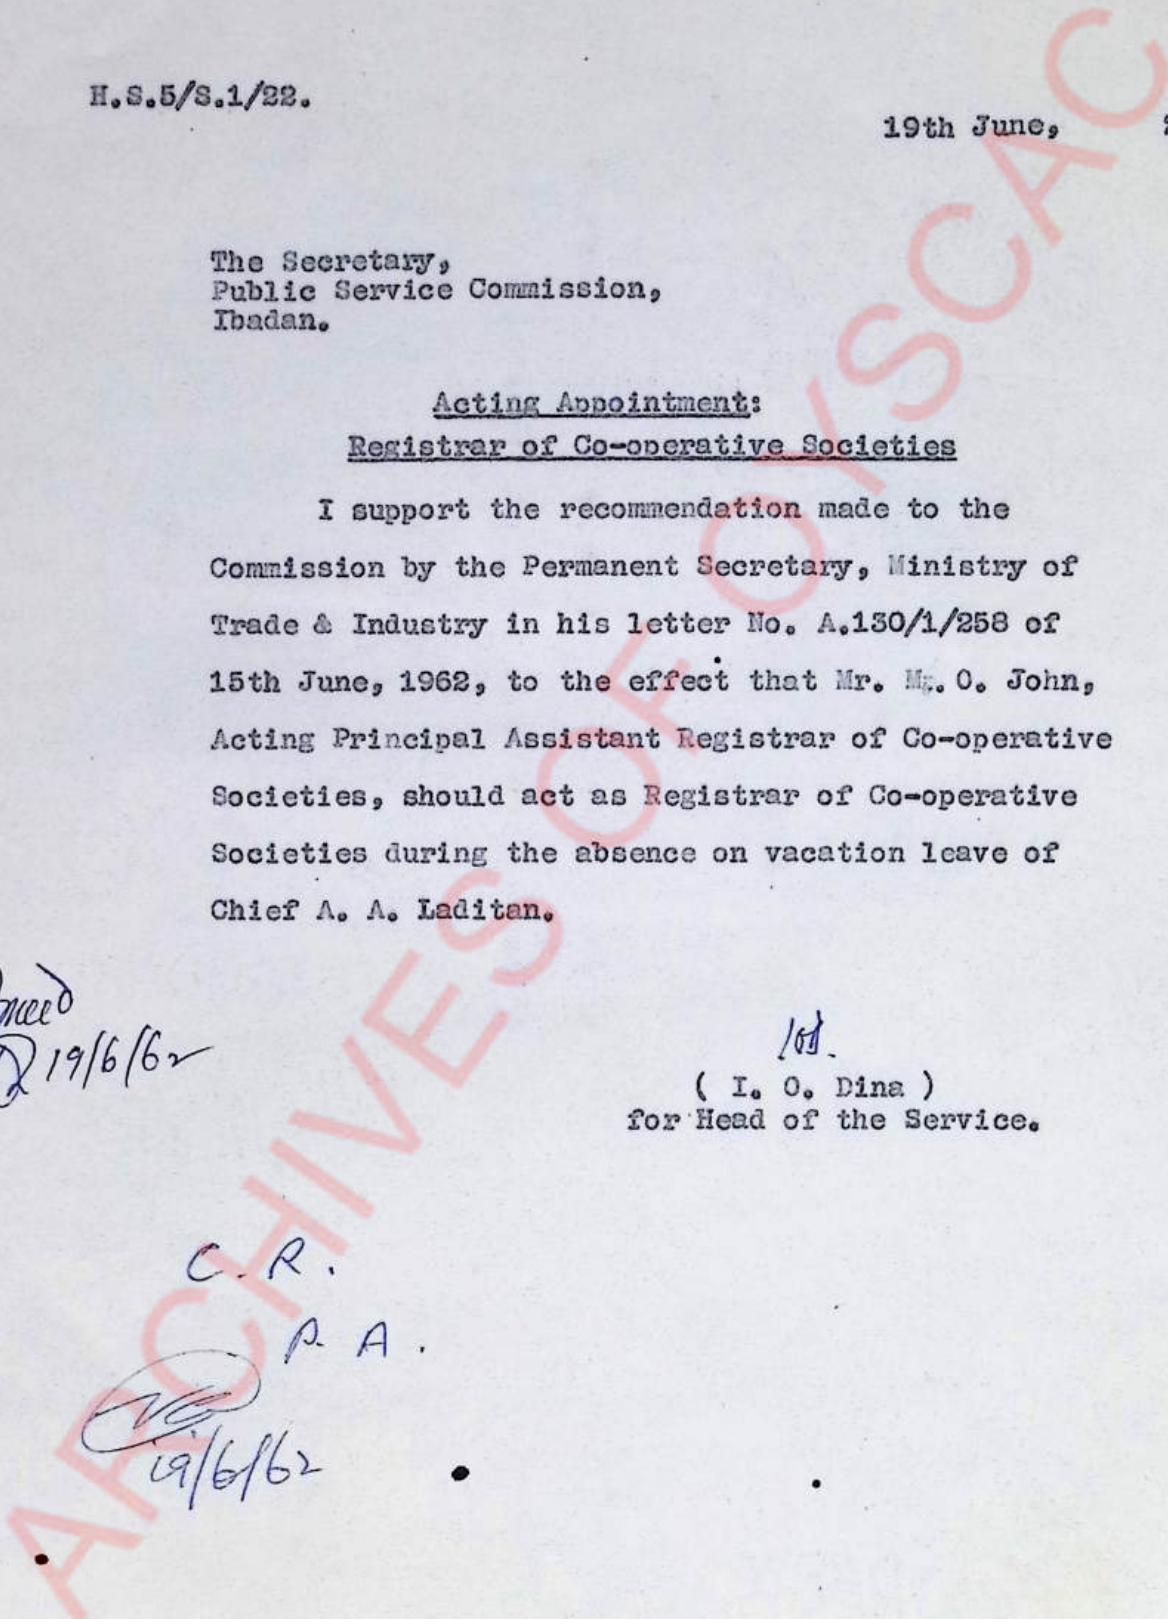 H.S.5/S.1/22.
19th June,
The Secretary,
Public Service Commission,
Ibadan.
Acting Appointment:
Registrar of Co-operative Societies
I support the recommendation made to the
Commission by the Permanent Secretary, Ministry of
Trade & Industry in his letter No. A.130/1/258 of
15th June, 1962, to the effect that Mr. M. O. John,
Acting Principal Assistant Registrar of Co-operative
Societies, should act as Registrar of Co-operative
Societies during the absence on vacation leave of
Chief A. A. Laditan.
19/6/62
( I. O. Dina )
for Head of the Service.
C. R.
P. A.
19/6/62
ARCHIVES OF OYSCAC